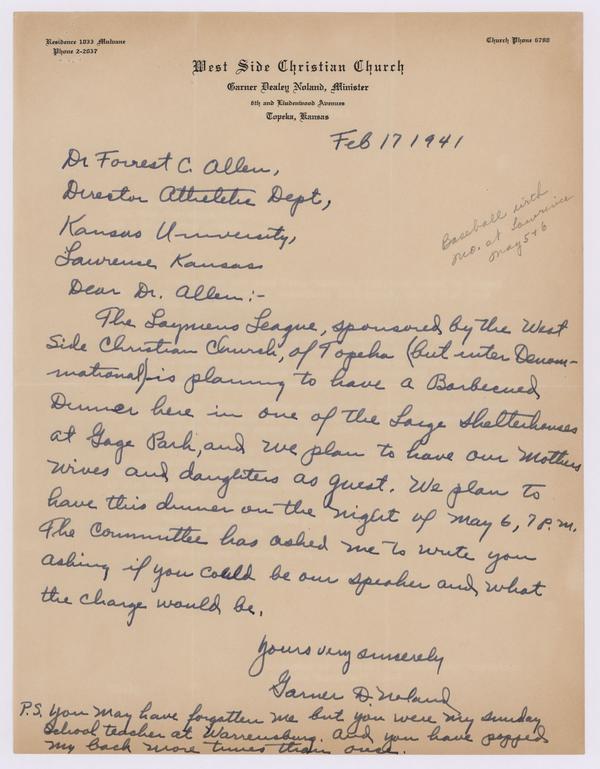 Residence 1033 Mulvane
Phone 2-2037
Church Phone 6788
West Side Christian Church
Garner Dealey Noland, Minister
6th and Lindenwood Avenues
Topeka, Kansas
Feb 17 1941
Dr Forrest C. Allen,
Director Atheletic Dept,
Kansas University,
Lawrense Kansas
Baseball with
Mo. at Lawrence
May 5+6
Dear Dr. Allen:-
The Laymens League, sponsored by the West
Side Christian Church, of Topeka (but inter Denom-
inational) is planning to have a Barbecued
Dinner here in one of the Large Shelterhouses
at Gage Park, and we plan to have our Mothers
Wives and daughters as guest. We plan to
have this dinner on the night of May 6, 7 P.M.
The Committee has asked me to write you
asking if you could be our speaker and what
the charge would be.
Yours very sincerely
Garner D. Noland
P.S. You may have forgotten me but you were my Sunday
School teacher at Warrensburg. And you have popped
my back more times than once.